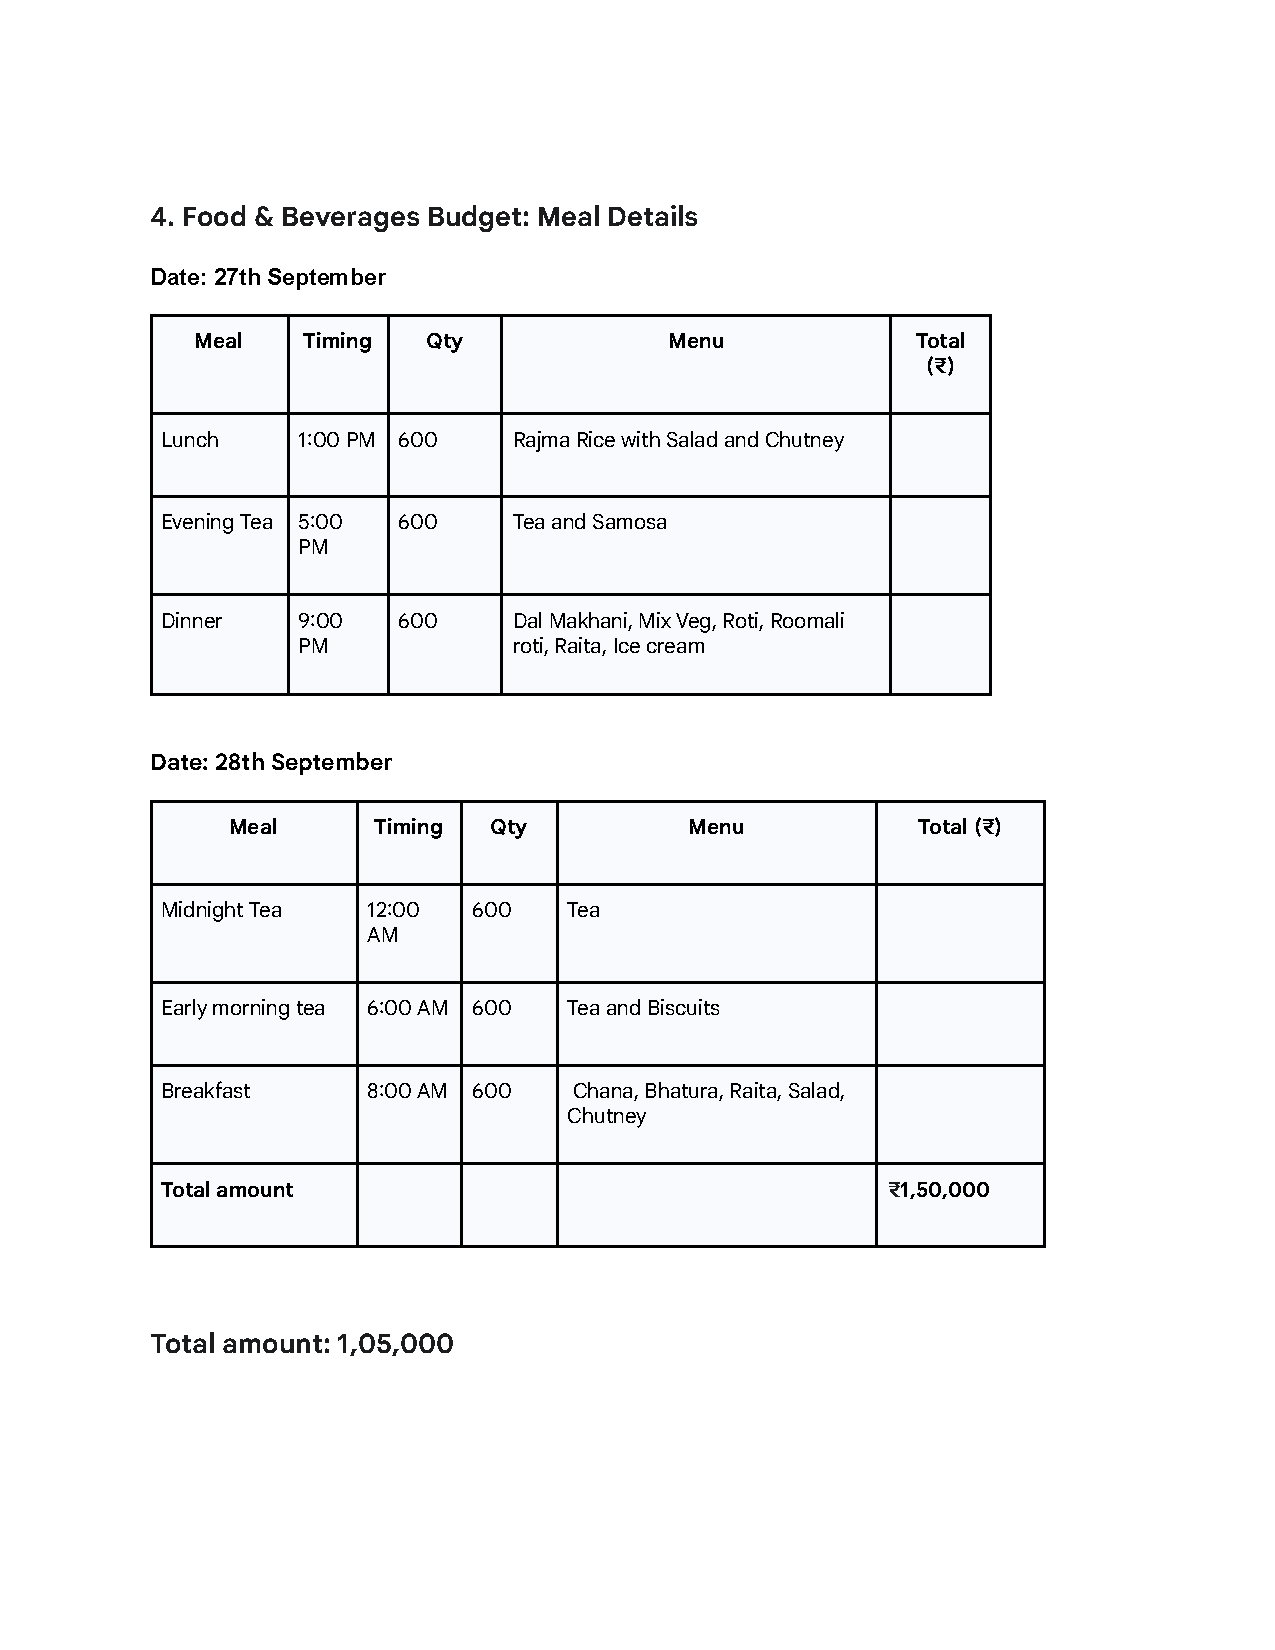 4. Food & Beverages Budget: Meal Details
Date: 27th September
Meal Timing Qty Menu Total
(₹)
Lunch 1:00 PM 600 Rajma Rice with Salad and Chutney
Evening Tea 5:00 600 Tea and Samosa
PM
Dinner 9:00 600 Dal Makhani, Mix Veg, Roti, Roomali
PM roti, Raita, Ice cream
Date: 28th September
Meal Timing Qty Menu Total (₹)
Midnight Tea 12:00 600 Tea
AM
Early morning tea 6:00 AM 600 Tea and Biscuits
Breakfast 8:00 AM 600 Chana, Bhatura, Raita, Salad,
Chutney
Total amount ₹1,50,000
Total amount: 1,05,000